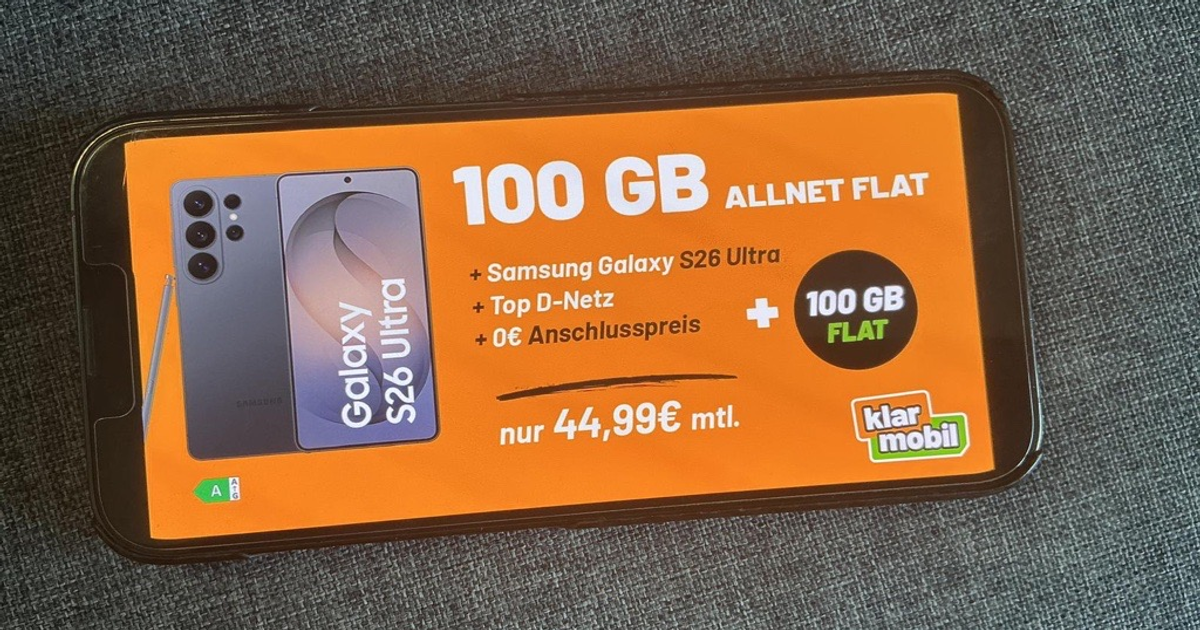 100 GB ALLNET FLAT
+ Samsung Galaxy S26 Ultra
+ Top D-Netz
+ 0€ Anschlusspreis
+
100 GB
FLAT
nur 44,99€ mtl.
klar
mobil
Galaxy
S26 Ultra
SAMSUNG
A
A
↑
G